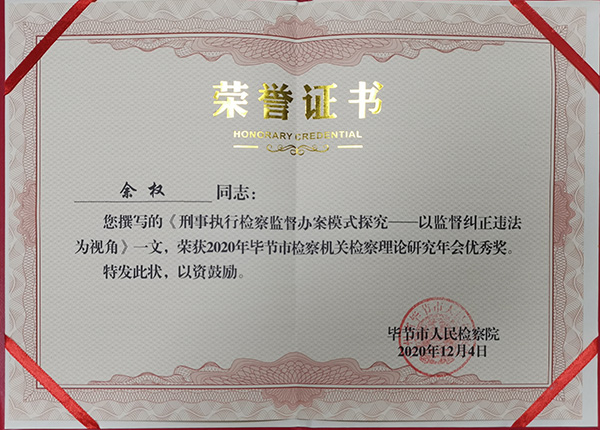 荣誉证书
HONORARY CREDENTIAL
余权 同志：
您撰写的《刑事执行检察监督办案模式探究——以监督纠正违法
为视角》一文，荣获2020年毕节市检察机关检察理论研究年会优秀奖。
特发此状，以资鼓励。
毕节市人民检察院
2020年12月4日